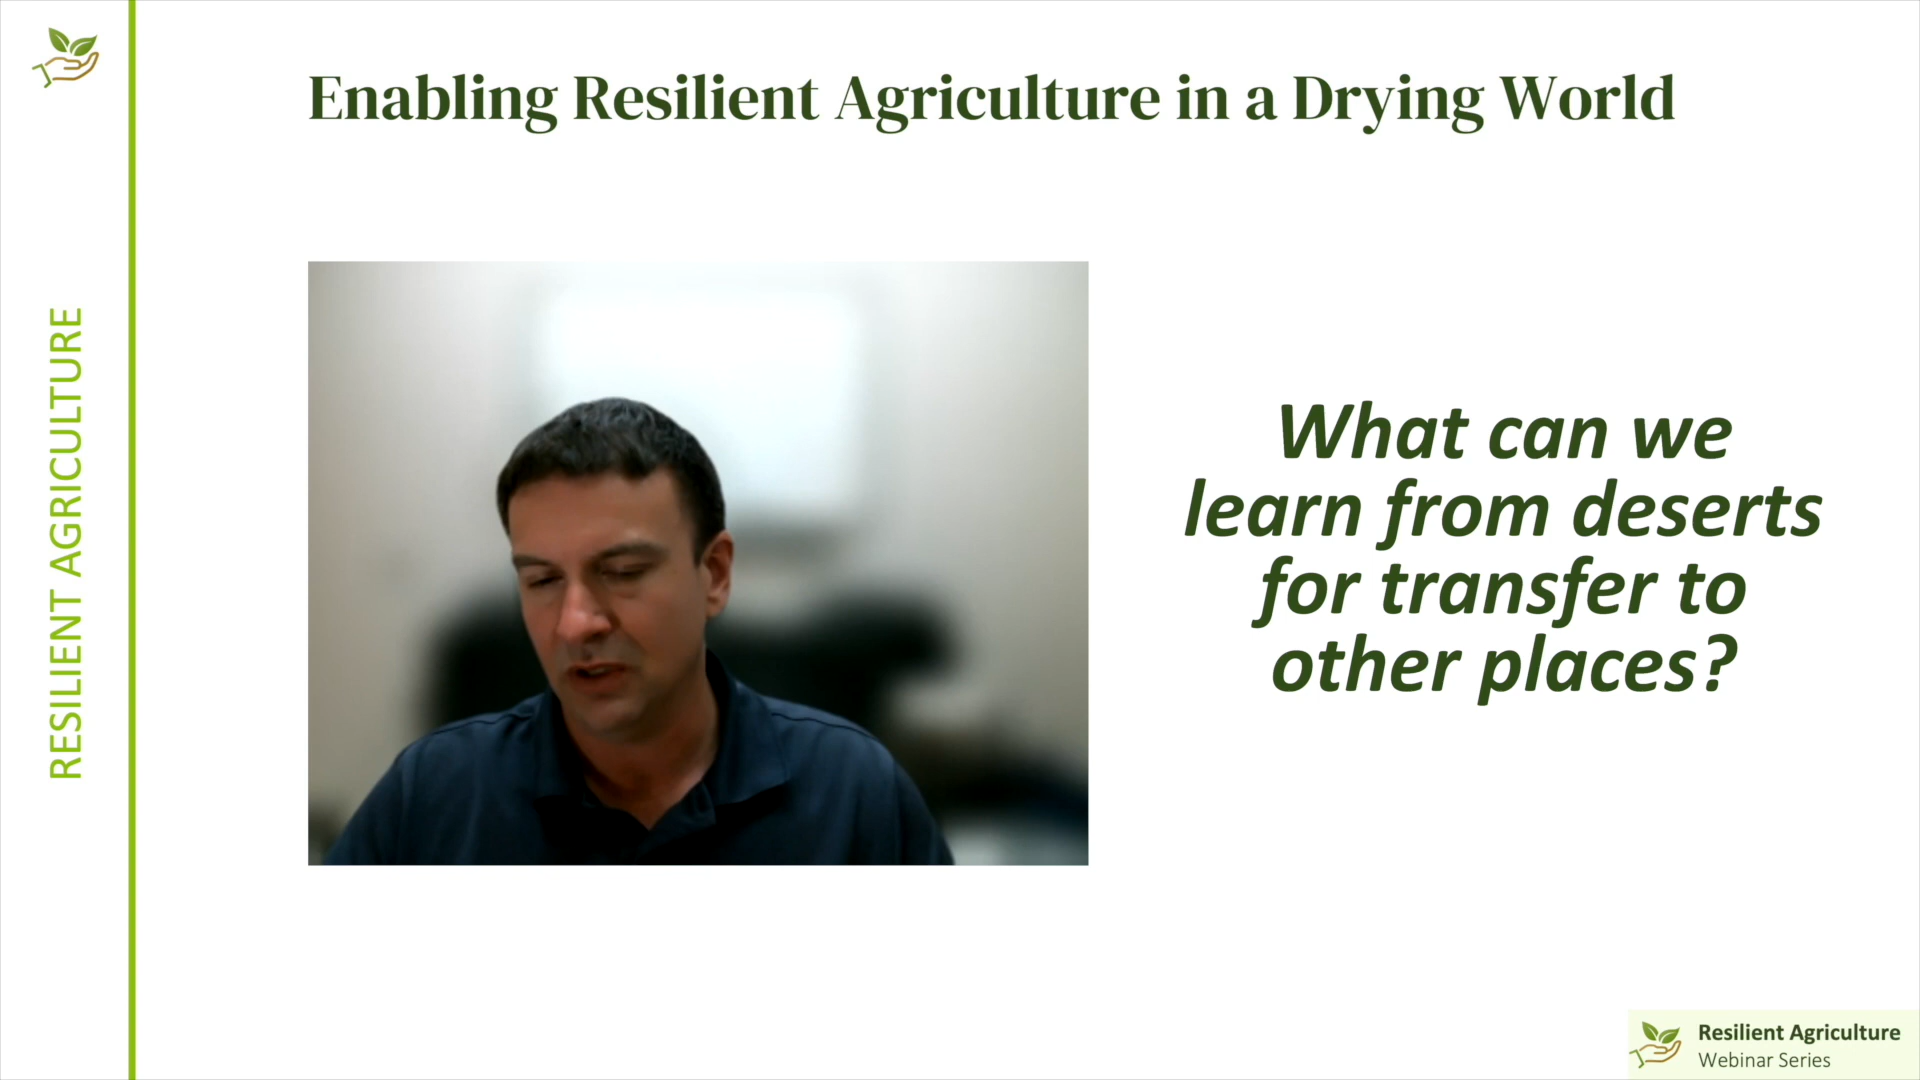 Enabling Resilient Agriculture in a Drying World
RESILIENT AGRICULTURE
What can we
learn from deserts
for transfer to
other places?
Resilient Agriculture
Webinar Series